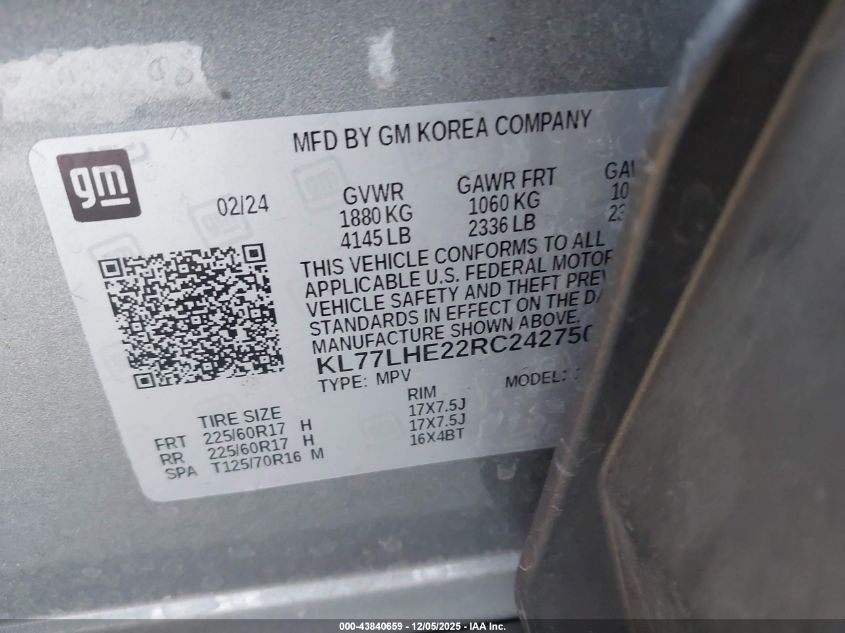 MFD BY GM KOREA COMPANY
gm
02/24
GVWR
1880 KG
4145 LB
GAWR FRT
1060 KG
2336 LB
THIS VEHICLE CONFORMS TO ALL
APPLICABLE U.S. FEDERAL MOTOR
VEHICLE SAFETY AND THEFT
STANDARDS IN EFFECT ON THE
MANUFACTURE SHOWN ABOVE.
KL77LHE22RC24275
TYPE: MPV MODEL:
TIRE SIZE RIM
FRT 225/60R17 H 17X7.5J
RR 225/60R17 H 17X7.5J
SPA T125/70R16 M 16X4BT
000-43840659 - 12/05/2025 - IAA Inc.